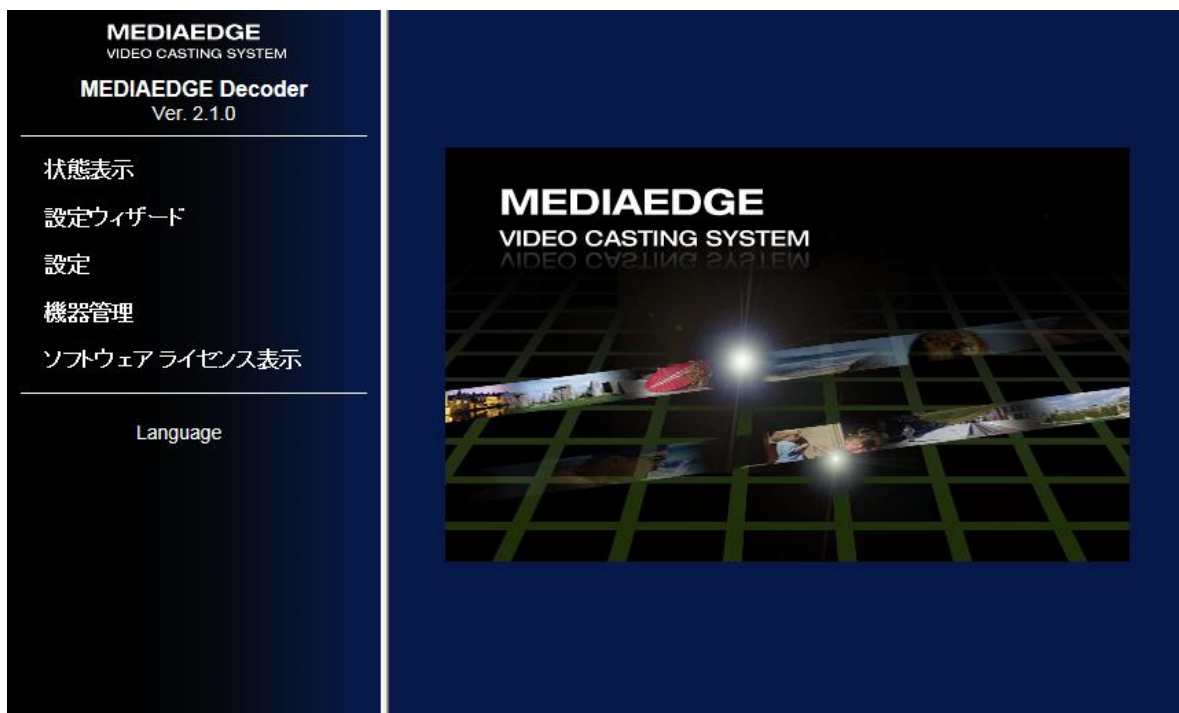 MEDIAEDGE
VIDEO CASTING SYSTEM
MEDIAEDGE Decoder
Ver. 2.1.0
状態表示
設定ウィザード
設定
機器管理
ソフトウェア ライセンス表示
Language
MEDIAEDGE
VIDEO CASTING SYSTEM